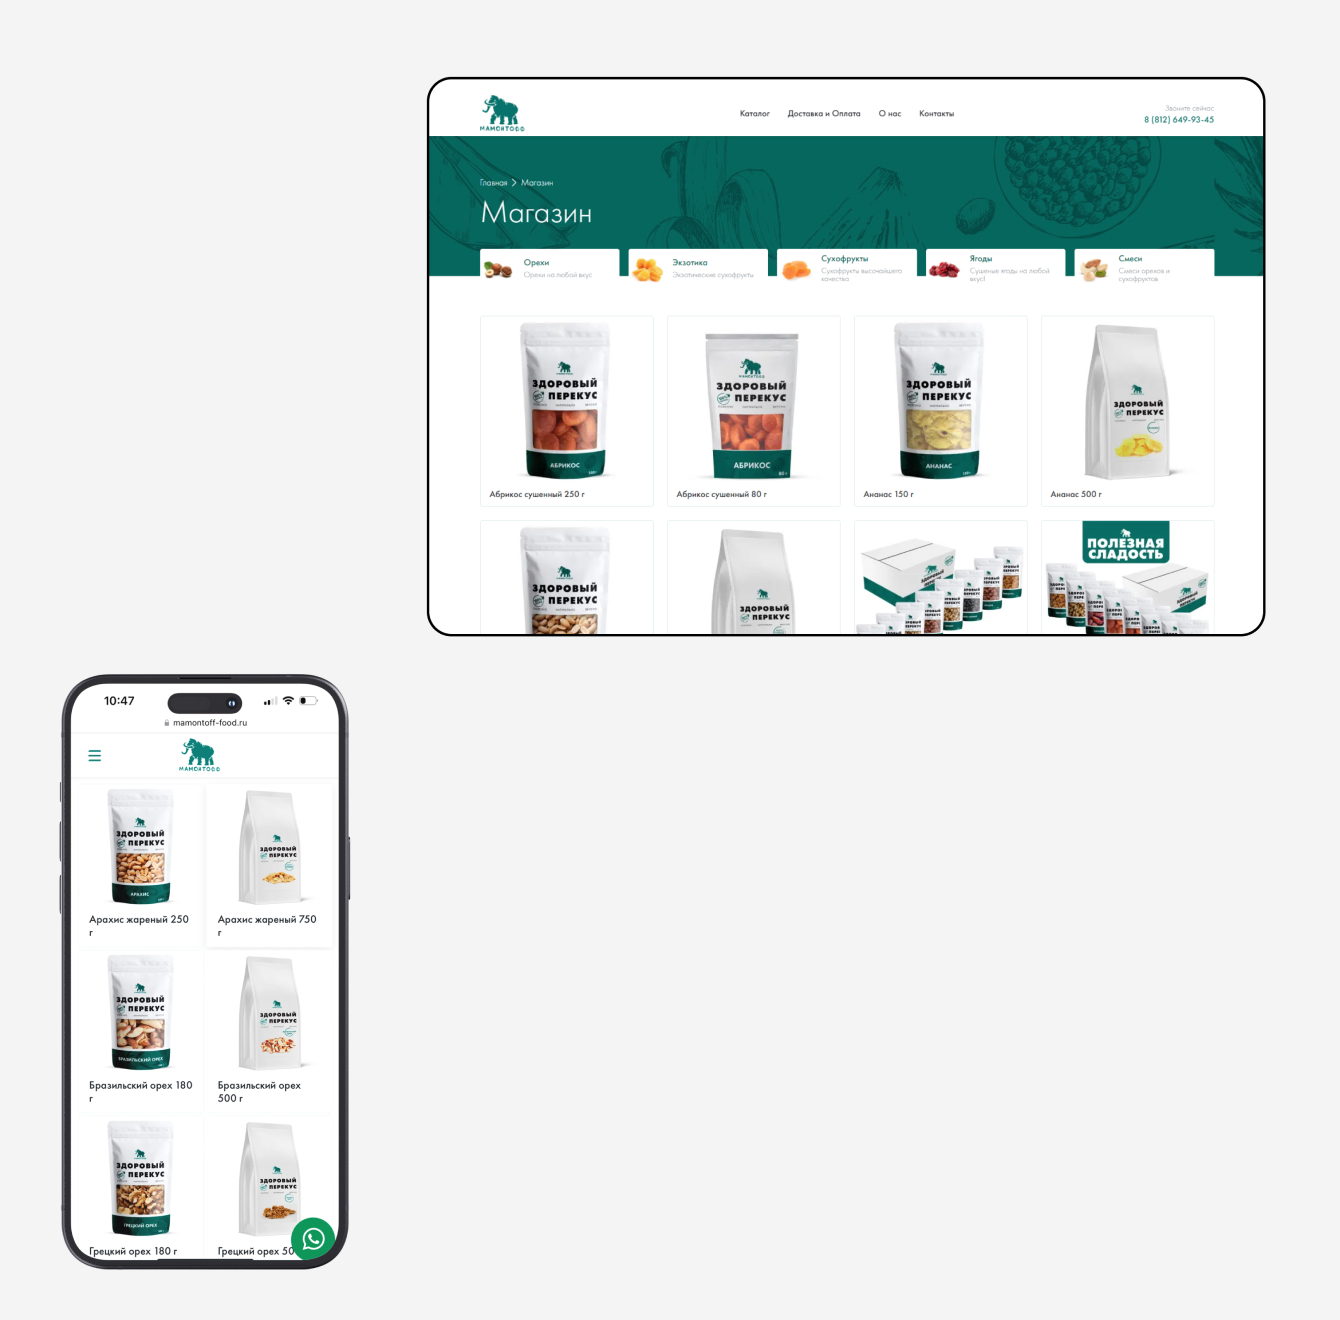 MAMONTOFF
Каталог Доставка и Оплата О нас Контакты
Звоните сейчас
8 (812) 649-93-45
Главная > Магазин
Магазин
Орехи
Орехи на любой вкус
Экзотика
Экзотические сухофрукты
Сухофрукты
Сухофрукты высочайшего
качества
Ягоды
Сушеные ягоды на любой
вкус!
Смеси
Смеси орехов и
сухофруктов
ЗДОРОВЫЙ
ПЕРЕКУС
АБРИКОС
Абрикос сушенный 250 г
ЗДОРОВЫЙ
ПЕРЕКУС
АБРИКОС
80 г
Абрикос сушенный 80 г
ЗДОРОВЫЙ
ПЕРЕКУС
АНАНАС
Ананас 150 г
ЗДОРОВЫЙ
ПЕРЕКУС
Ананас 500 г
ЗДОРОВЫЙ
ПЕРЕКУС
ЗДОРОВЫЙ
ПЕРЕКУС
ПОЛЕЗНАЯ
СЛАДОСТЬ
10:47
mamontoff-food.ru
MAMONTOFF
ЗДОРОВЫЙ
ПЕРЕКУС
АРАХИС
Арахис жареный 250
г
ЗДОРОВЫЙ
ПЕРЕКУС
Арахис жареный 750
г
ЗДОРОВЫЙ
ПЕРЕКУС
БРАЗИЛЬСКИЙ ОРЕХ
Бразильский орех 180
г
ЗДОРОВЫЙ
ПЕРЕКУС
Бразильский орех
500 г
ЗДОРОВЫЙ
ПЕРЕКУС
ГРЕЦКИЙ ОРЕХ
Грецкий орех 180 г
ЗДОРОВЫЙ
ПЕРЕКУС
Грецкий орех 50